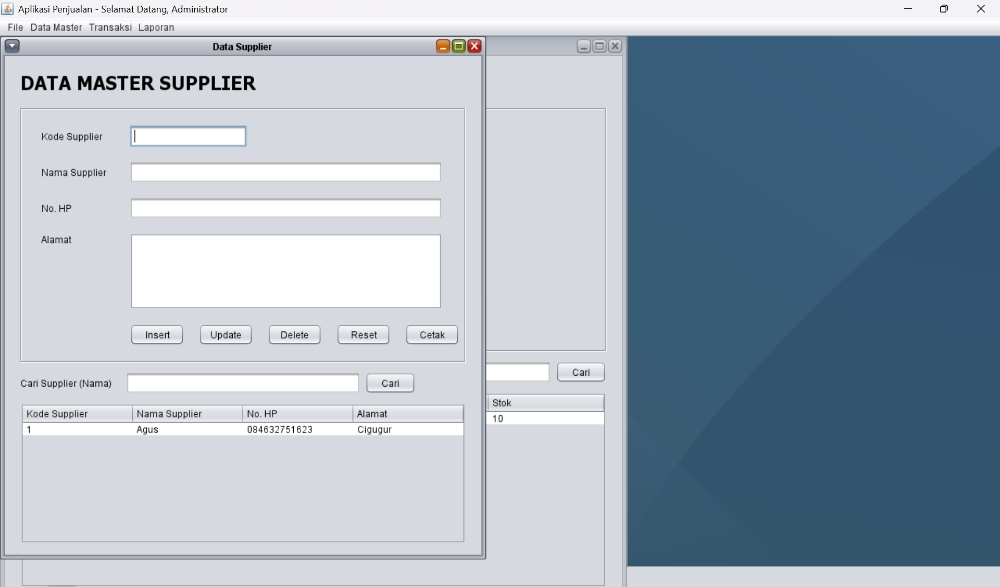 Aplikasi Penjualan - Selamat Datang, Administrator
File Data Master Transaksi Laporan
Data Supplier
DATA MASTER SUPPLIER
Kode Supplier
Nama Supplier
No. HP
Alamat
Insert Update Delete Reset Cetak
Cari
Cari Supplier (Nama) Cari
Stok
10
Kode Supplier Nama Supplier No. HP Alamat
1 Agus 084632751623 Cigugur